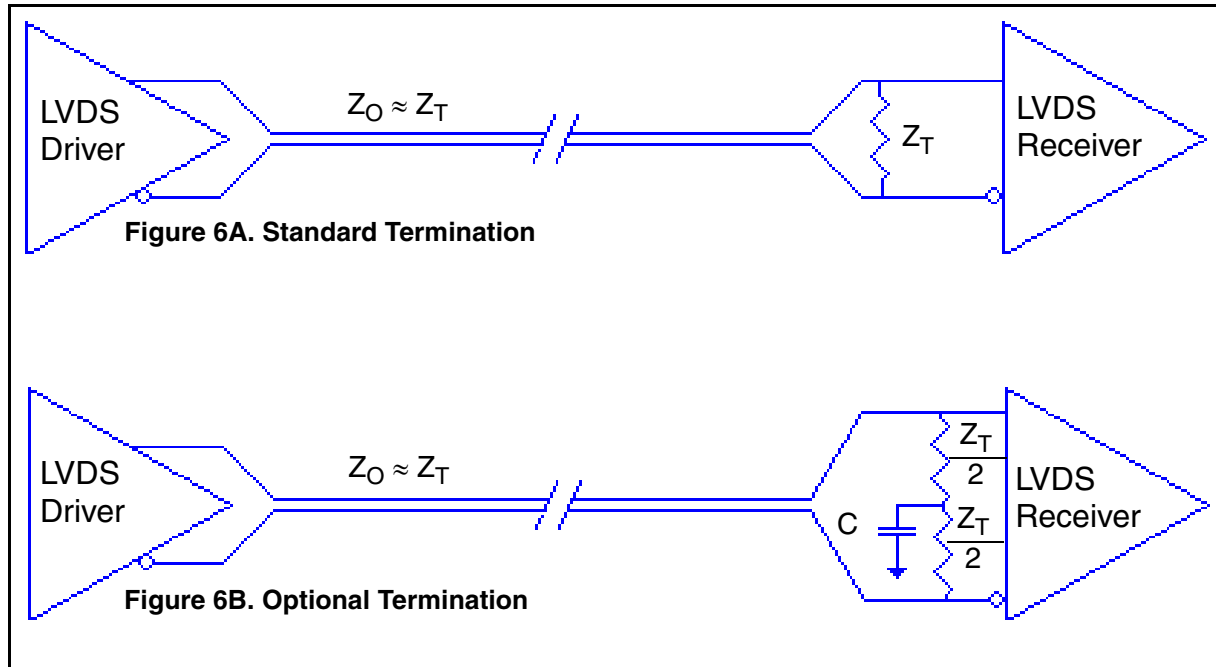 LVDS
Driver
Z_O ≈ Z_T
Z_T
LVDS
Receiver
Figure 6A. Standard Termination
LVDS
Driver
Z_O ≈ Z_T
C
Z_T
2
Z_T
2
LVDS
Receiver
Figure 6B. Optional Termination